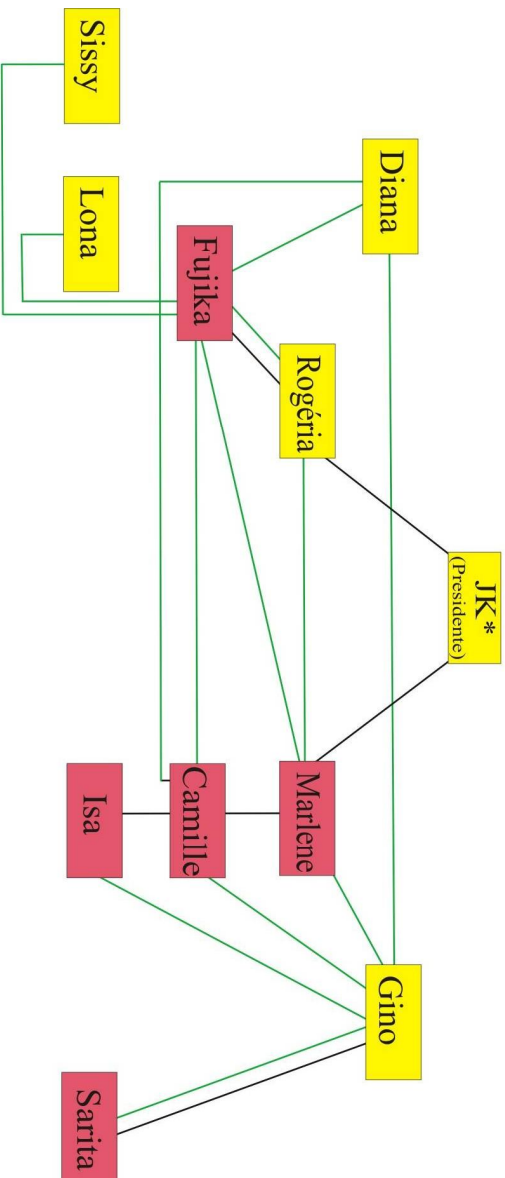 JK*
(Presidente)
Diana
Gino
Rogéria
Marlene
Fujika
Camille
Sissy
Lona
Isa
Sarita